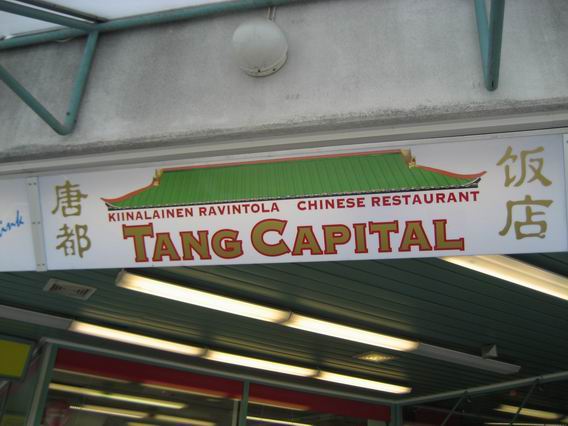 唐都
KIINALAINEN RAVINTOLA CHINESE RESTAURANT
TANG CAPITAL
饭店